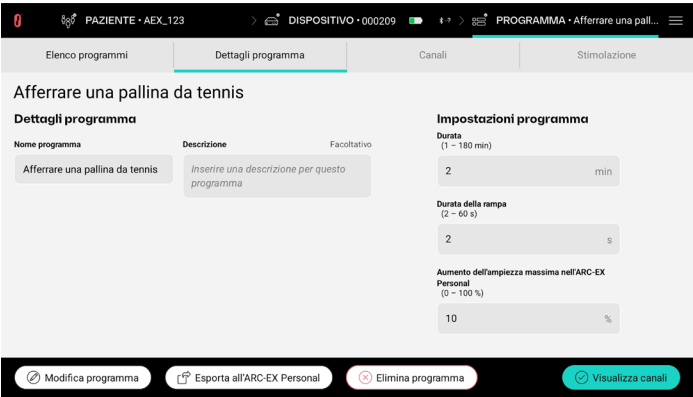 PAZIENTE • AEX_123 DISPOSITIVO • 000209 PROGRAMMA • Afferrare una pall...
Elenco programmi Dettagli programma Canali Stimolazione
Afferrare una pallina da tennis
Dettagli programma
Nome programma Descrizione Facoltativo
Afferrare una pallina da tennis
Inserire una descrizione per questo
programma
Impostazioni programma
Durata
(1 – 180 min)
2 min
Durata della rampa
(2 – 60 s)
2 s
Aumento dell'ampiezza massima nell'ARC-EX
Personal
(0 – 100 %)
10 %
Modifica programma Esporta all'ARC-EX Personal Elimina programma Visualizza canali